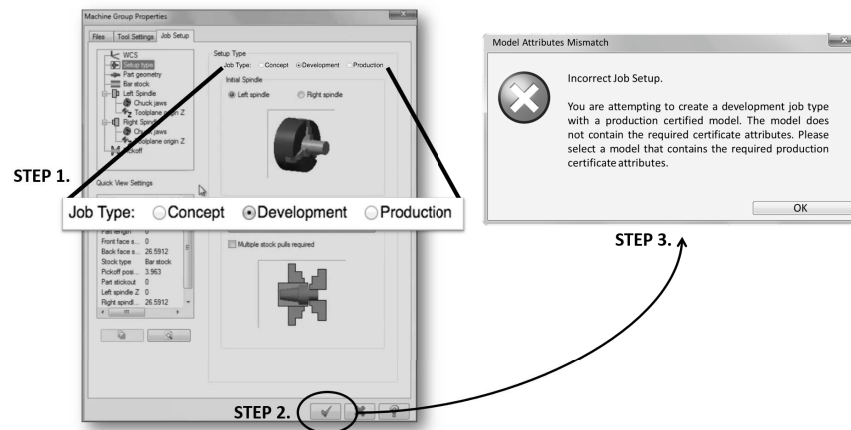 Machine Group Properties
Files Tool Settings Job Setup
WCS
Setup type
Part geometry
Bar stock
Left Spindle
Chuck jaws
Toolplane origin Z
Right Spindle
Chuck jaws
Toolplane origin Z
Setup Type
Job Type: Concept Development Production
Initial Spindle
Left spindle Right spindle
STEP 1.
Quick View Settings
Job Type: Concept Development Production
Part length 0
Front face s... 0
Back face s... 26.5912
Stock type Bar stock
Pickoff posi... 3.963
Part stickout 0
Left spindle Z 0
Right spindl... 26.5912
Multiple stock pulls required
STEP 2.
Model Attributes Mismatch
Incorrect Job Setup.
You are attempting to create a development job type
with a production certified model. The model does
not contain the required certificate attributes. Please
select a model that contains the required production
certificate attributes.
OK
STEP 3.